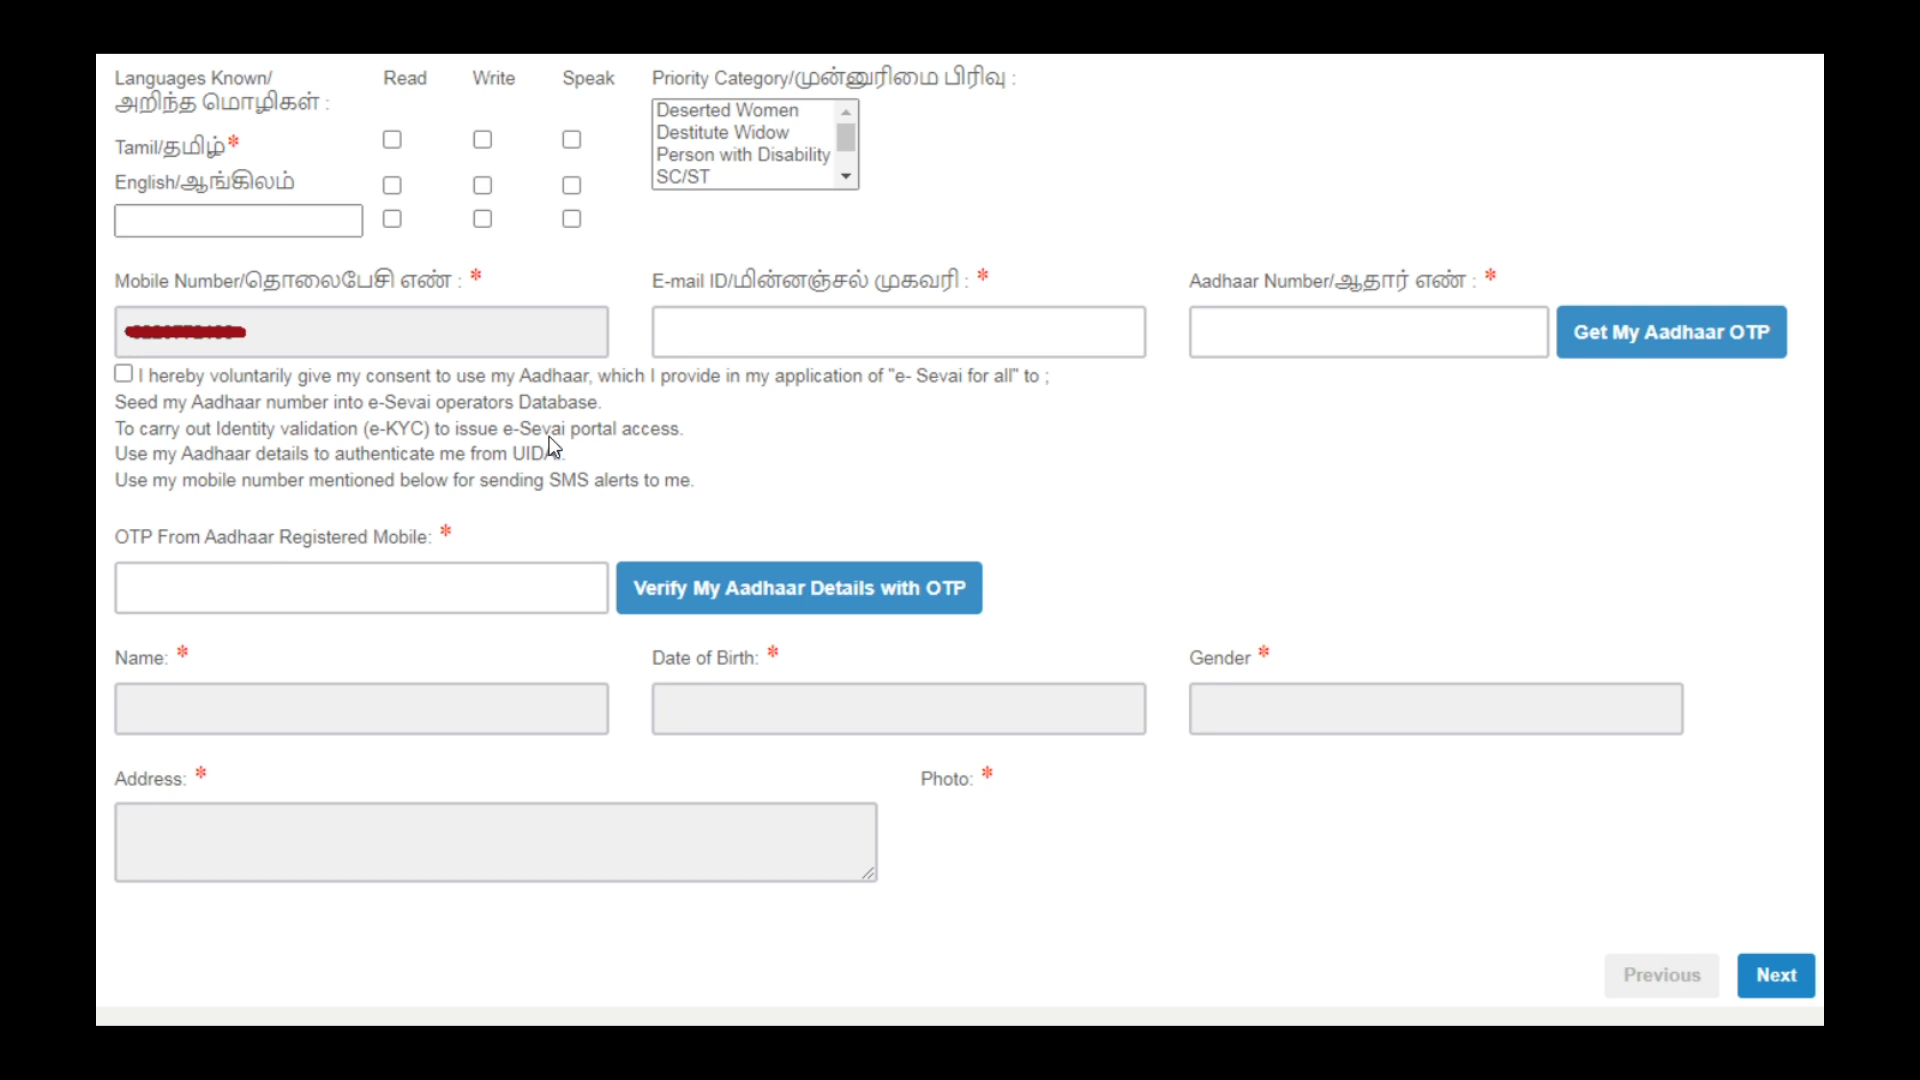 Languages Known/ Read Write Speak Priority Category/முன்னுரிமை பிரிவு :
அறிந்த மொழிகள் :
Deserted Women
Destitute Widow
Person with Disability
SC/ST
Tamil/தமிழ்*
English/ஆங்கிலம்
Mobile Number/தொலைபேசி எண் : * E-mail ID/மின்னஞ்சல் முகவரி : * Aadhaar Number/ஆதார் எண் : *
Get My Aadhaar OTP
I hereby voluntarily give my consent to use my Aadhaar, which I provide in my application of "e- Sevai for all" to ;
Seed my Aadhaar number into e-Sevai operators Database.
To carry out Identity validation (e-KYC) to issue e-Sevai portal access.
Use my Aadhaar details to authenticate me from
Use my mobile number mentioned below for sending SMS alerts to me.
OTP From Aadhaar Registered Mobile: *
Verify My Aadhaar Details with OTP
Name: * Date of Birth: * Gender *
Address: * Photo: *
Previous Next